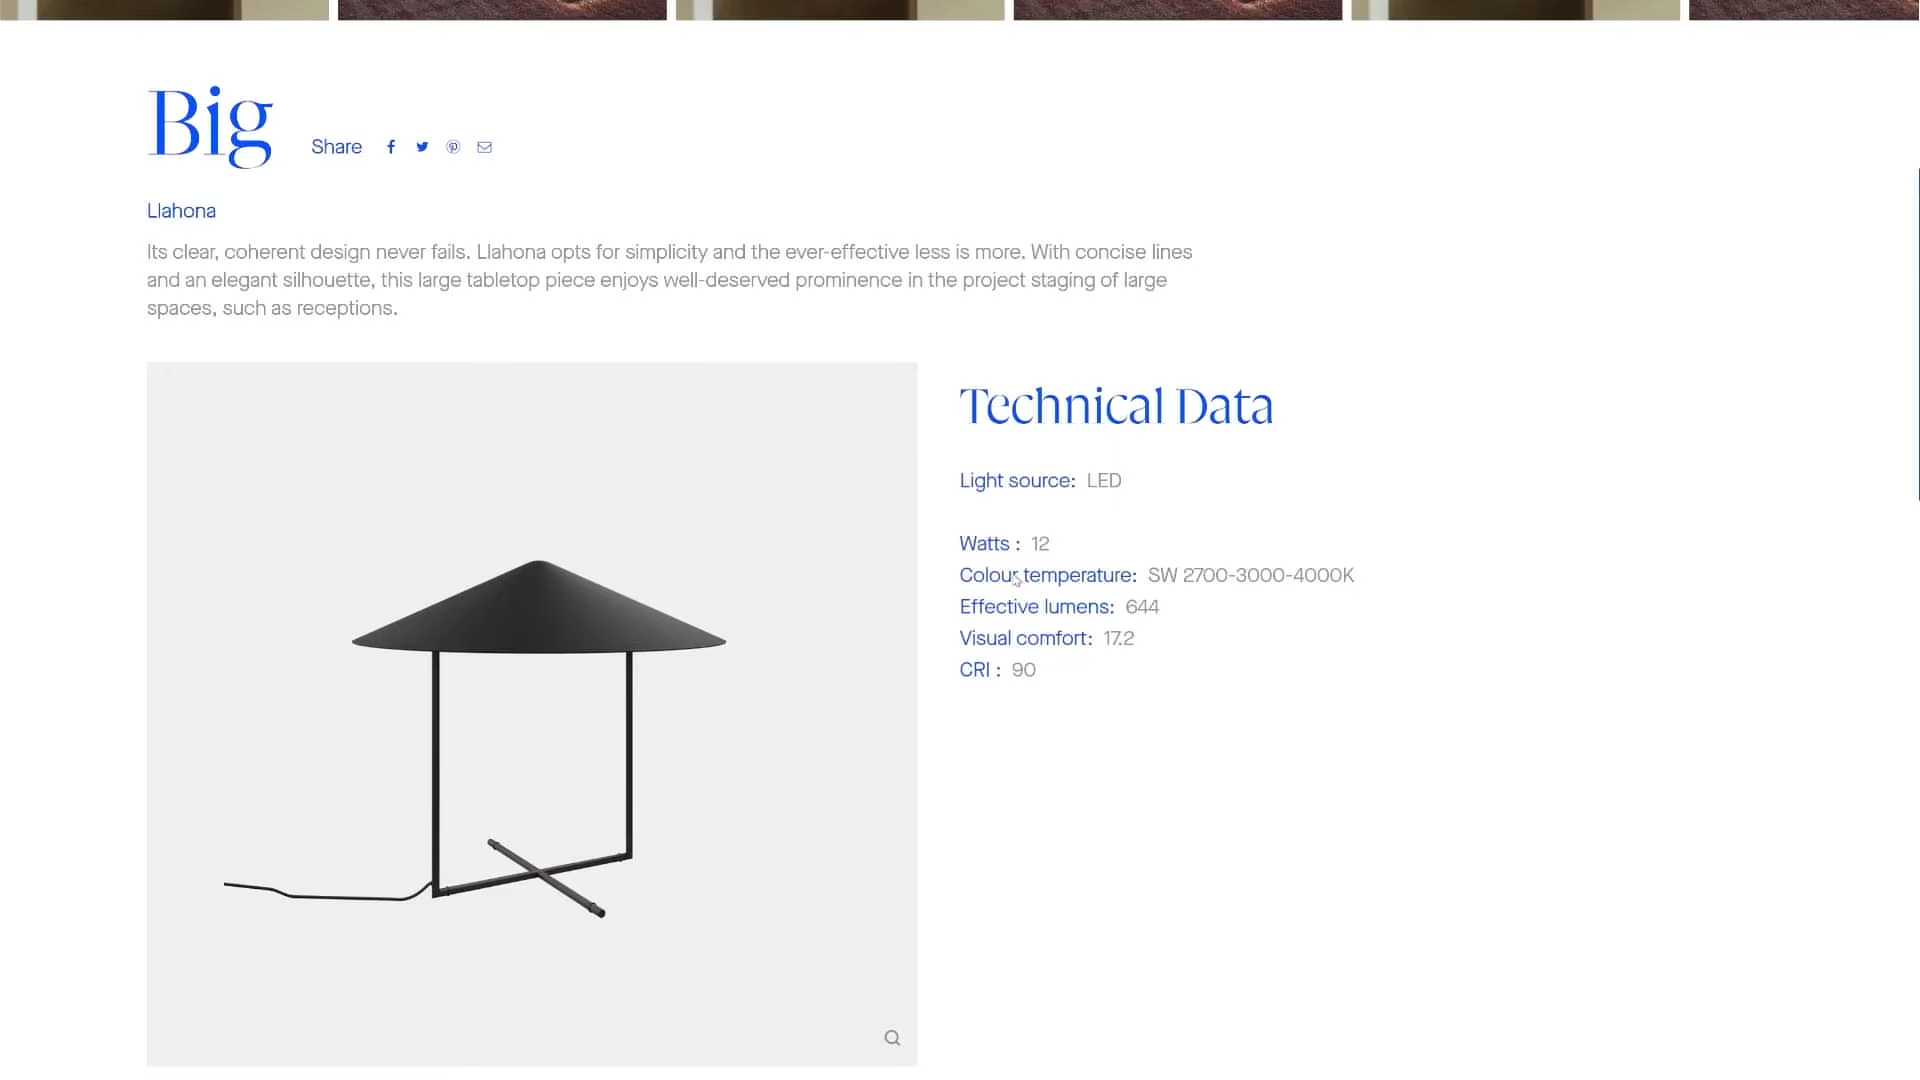 Big
Share
Llahona
Its clear, coherent design never fails. Llahona opts for simplicity and the ever-effective less is more. With concise lines
and an elegant silhouette, this large tabletop piece enjoys well-deserved prominence in the project staging of large
spaces, such as receptions.
Technical Data
Light source: LED
Watts : 12
Colour temperature: SW 2700-3000-4000K
Effective lumens: 644
Visual comfort: 17.2
CRI : 90